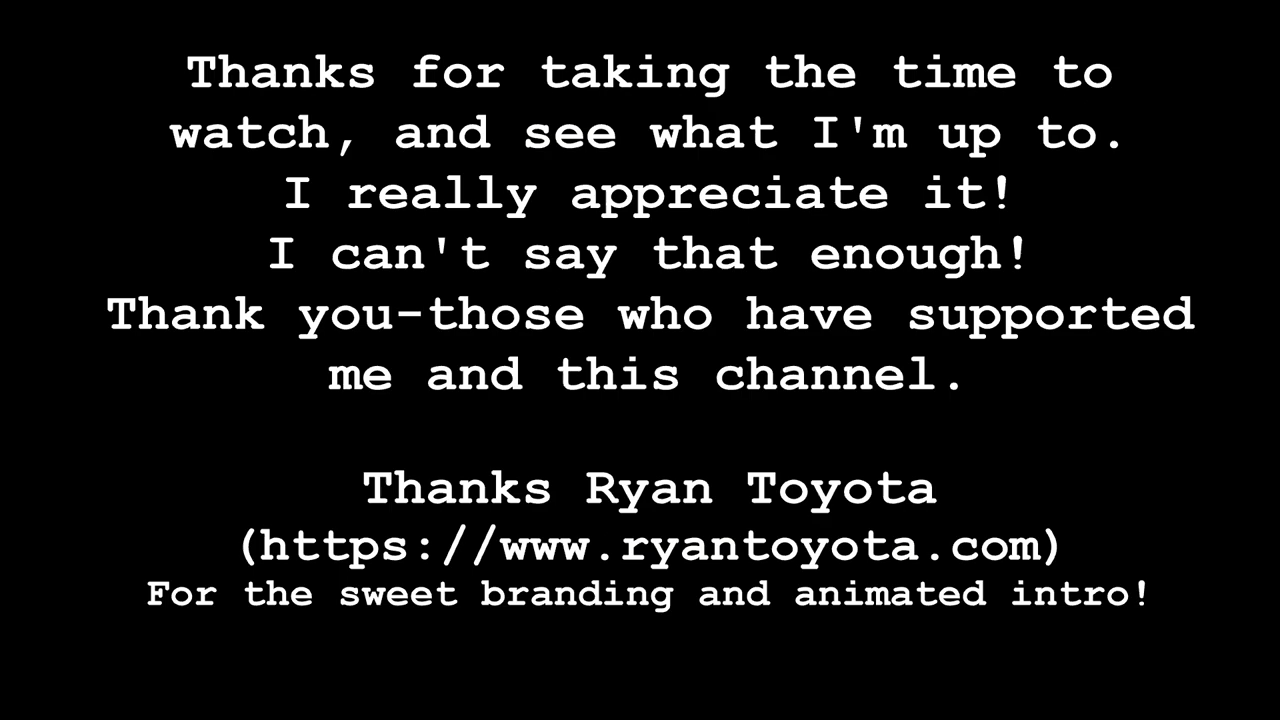 Thanks for taking the time to
watch, and see what I'm up to.
I really appreciate it!
I can't say that enough!
Thank you-those who have supported
me and this channel.
Thanks Ryan Toyota
(https://www.ryantoyota.com)
For the sweet branding and animated intro!